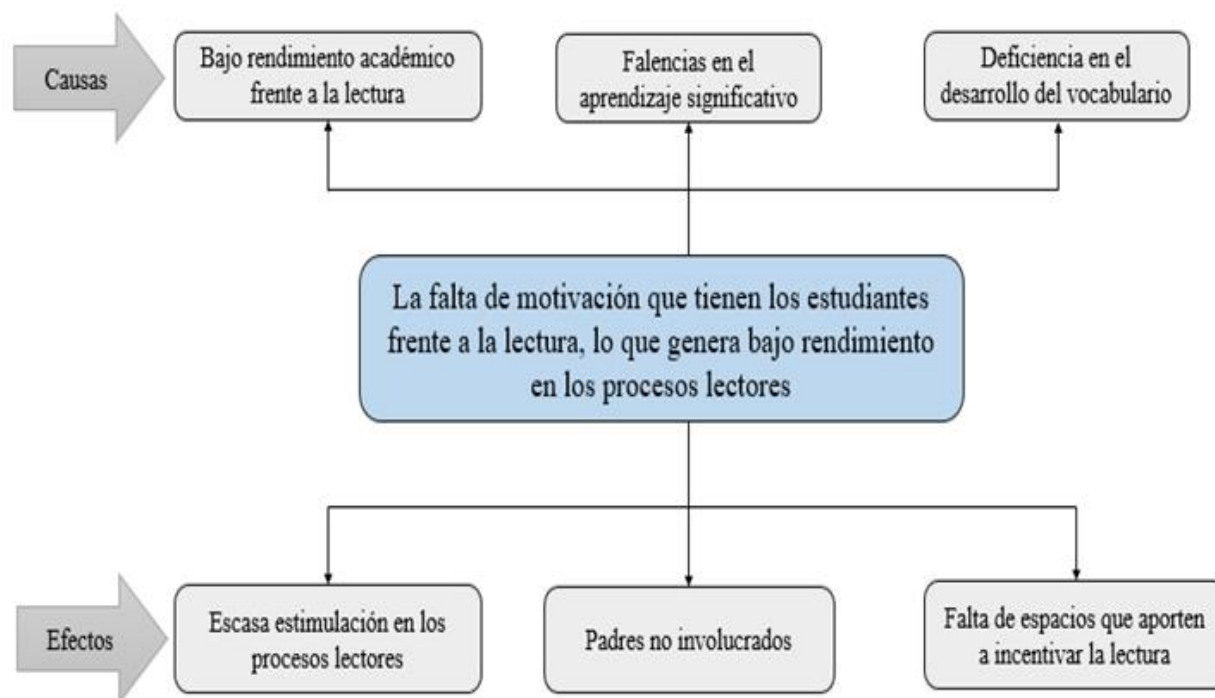 Causas
Bajo rendimiento académico
frente a la lectura
Falencias en el
aprendizaje significativo
Deficiencia en el
desarrollo del vocabulario
La falta de motivación que tienen los estudiantes
frente a la lectura, lo que genera bajo rendimiento
en los procesos lectores
Efectos
Escasa estimulación en los
procesos lectores
Padres no involucrados
Falta de espacios que aporten
a incentivar la lectura